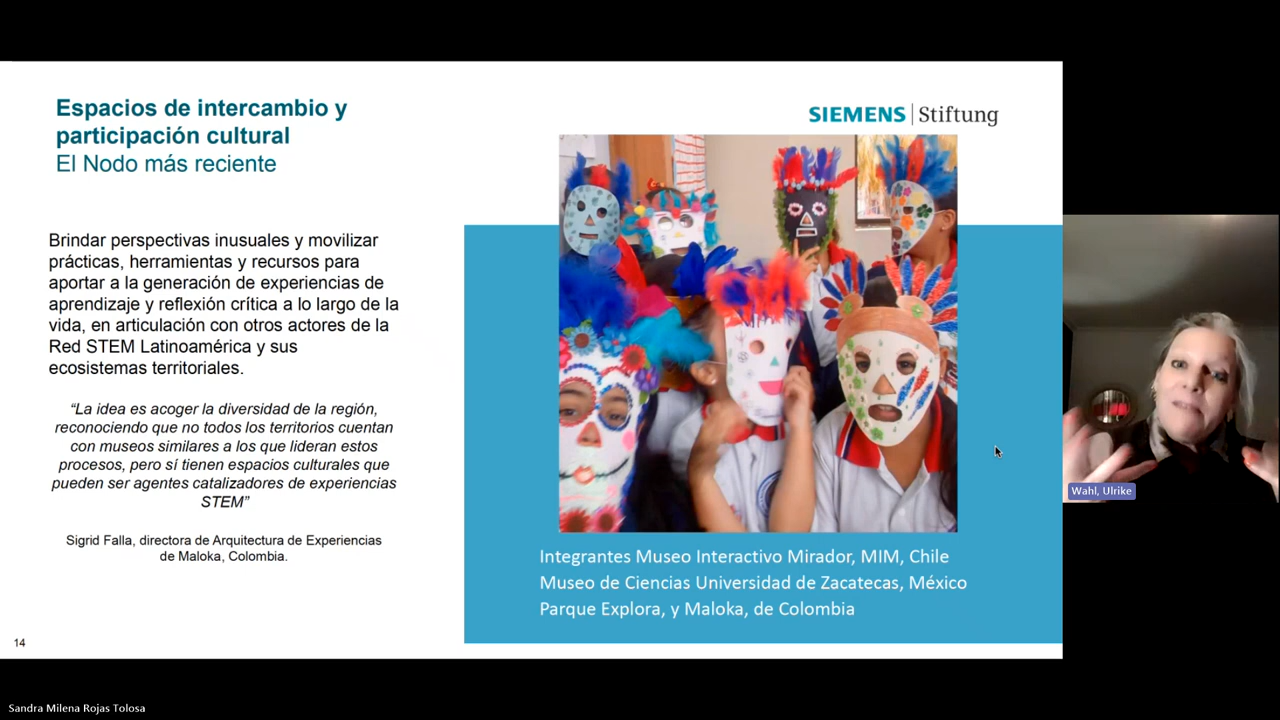 Espacios de intercambio y
participación cultural
El Nodo más reciente
SIEMENS | Stiftung
Brindar perspectivas inusuales y movilizar
prácticas, herramientas y recursos para
aportar a la generación de experiencias de
aprendizaje y reflexión crítica a lo largo de la
vida, en articulación con otros actores de la
Red STEM Latinoamérica y sus
ecosistemas territoriales.
“La idea es acoger la diversidad de la región,
reconociendo que no todos los territorios cuentan
con museos similares a los que lideran estos
procesos, pero sí tienen espacios culturales que
pueden ser agentes catalizadores de experiencias
STEM”
Sigrid Falla, directora de Arquitectura de Experiencias
de Maloka, Colombia.
Integrantes Museo Interactivo Mirador, MIM, Chile
Museo de Ciencias Universidad de Zacatecas, México
Parque Explora, y Maloka, de Colombia
14
Wahl, Ulrike
Sandra Milena Rojas Tolosa